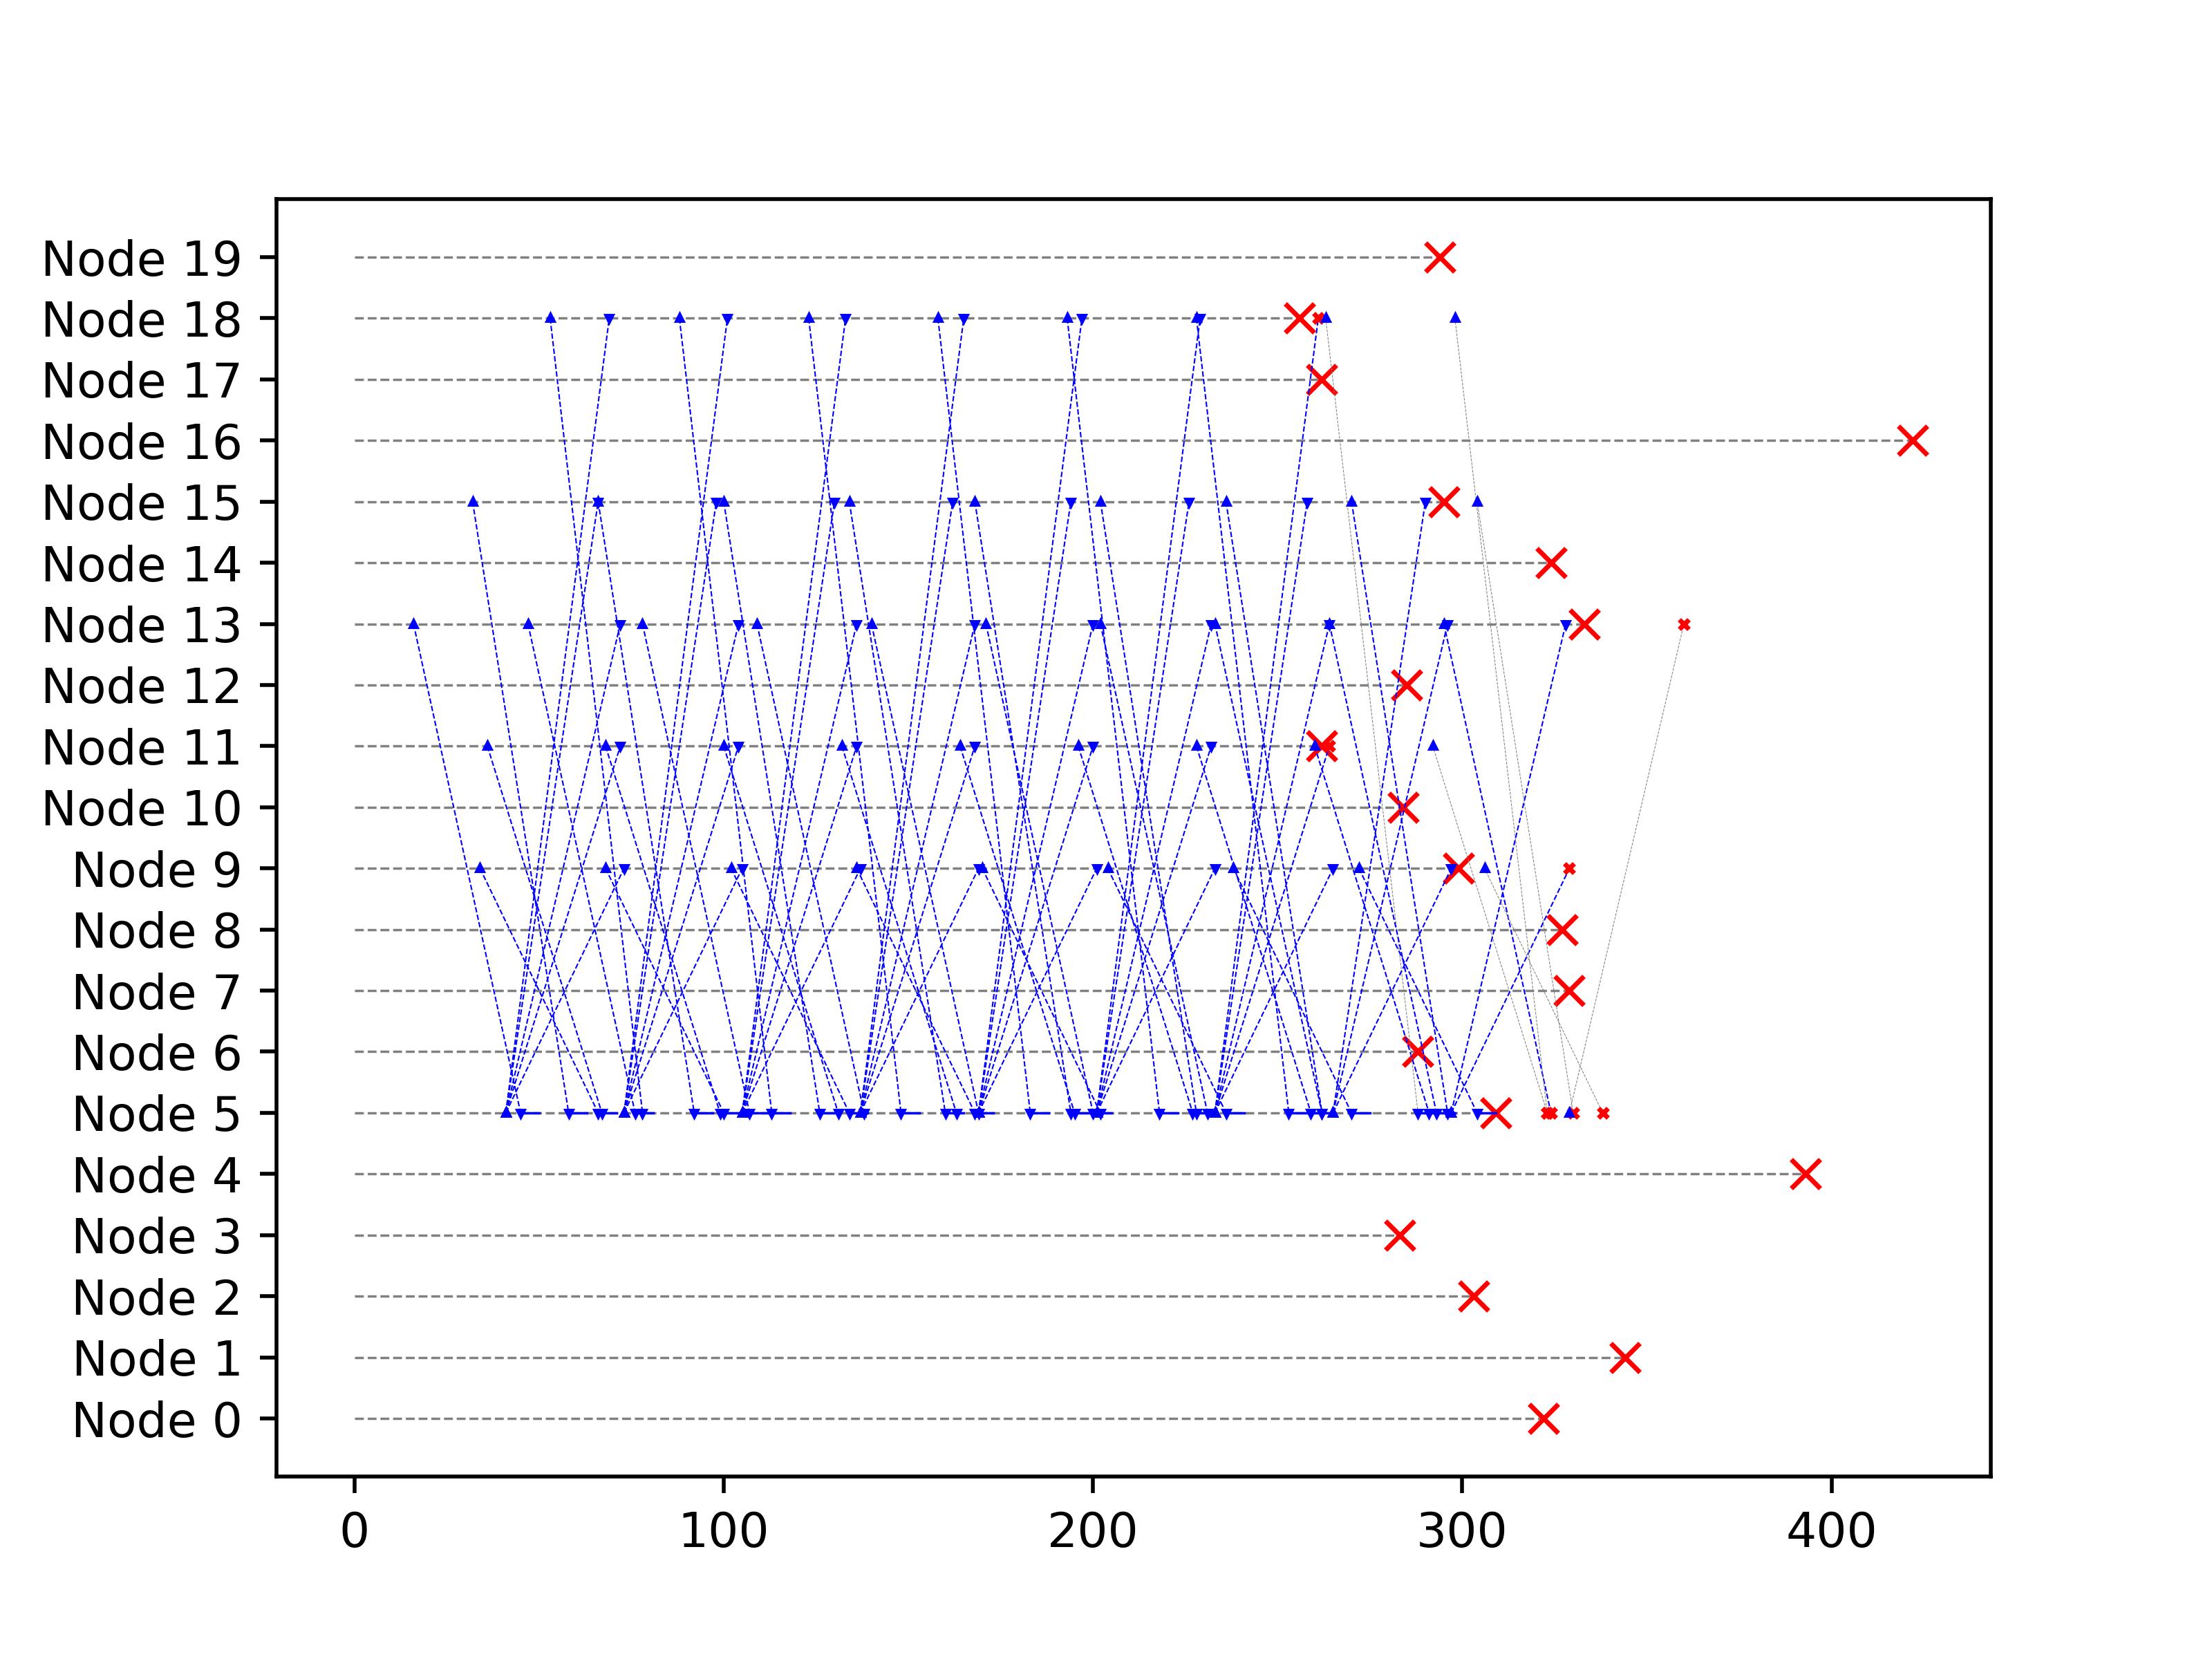 Node 19
Node 18
Node 17
Node 16
Node 15
Node 14
Node 13
Node 12
Node 11
Node 10
Node 9
Node 8
Node 7
Node 6
Node 5
Node 4
Node 3
Node 2
Node 1
Node 0
0 100 200 300 400